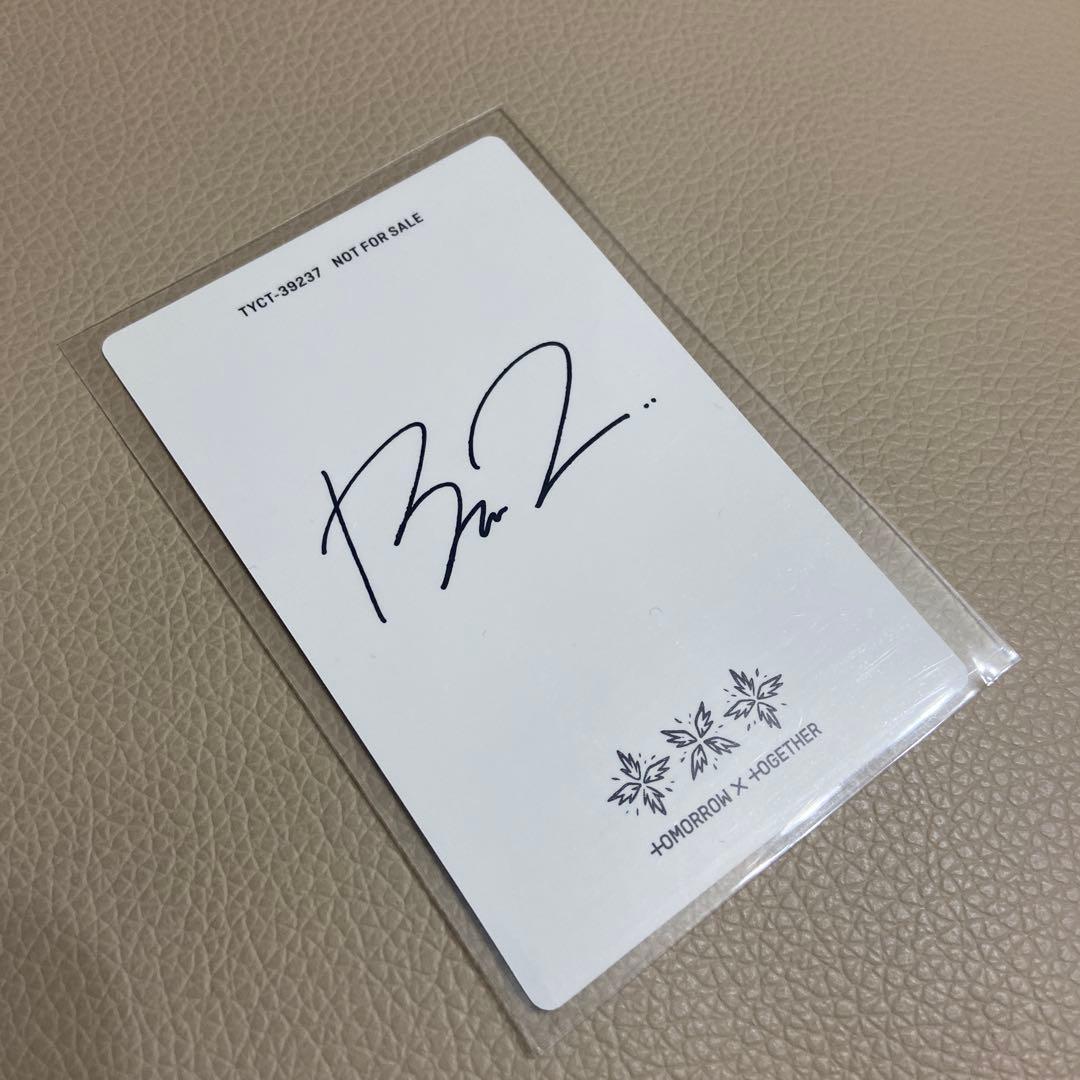 TYCT-39237 NOT FOR SALE
TOMORROW X TOGETHER